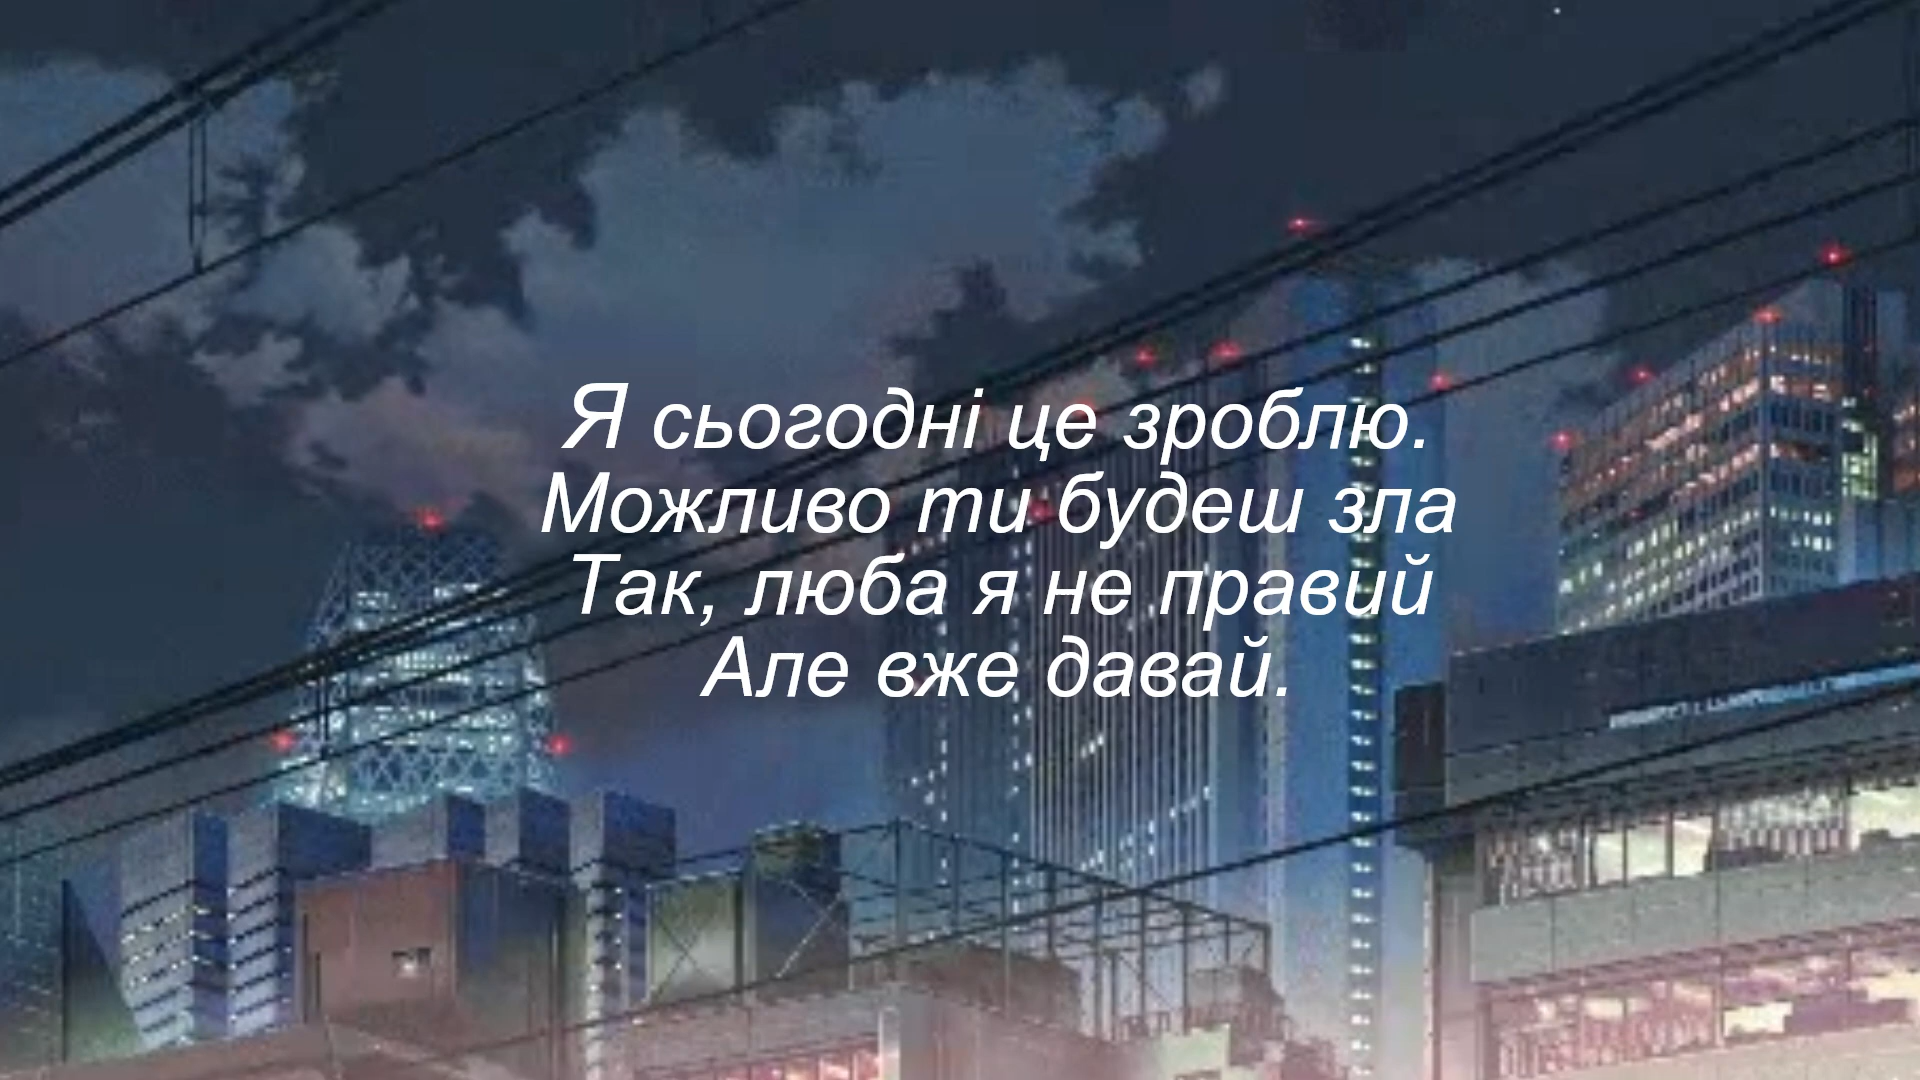 Я сьогодні це зроблю.
Можливо ти будеш зла
Так, люба я не правий
Але вже давай.